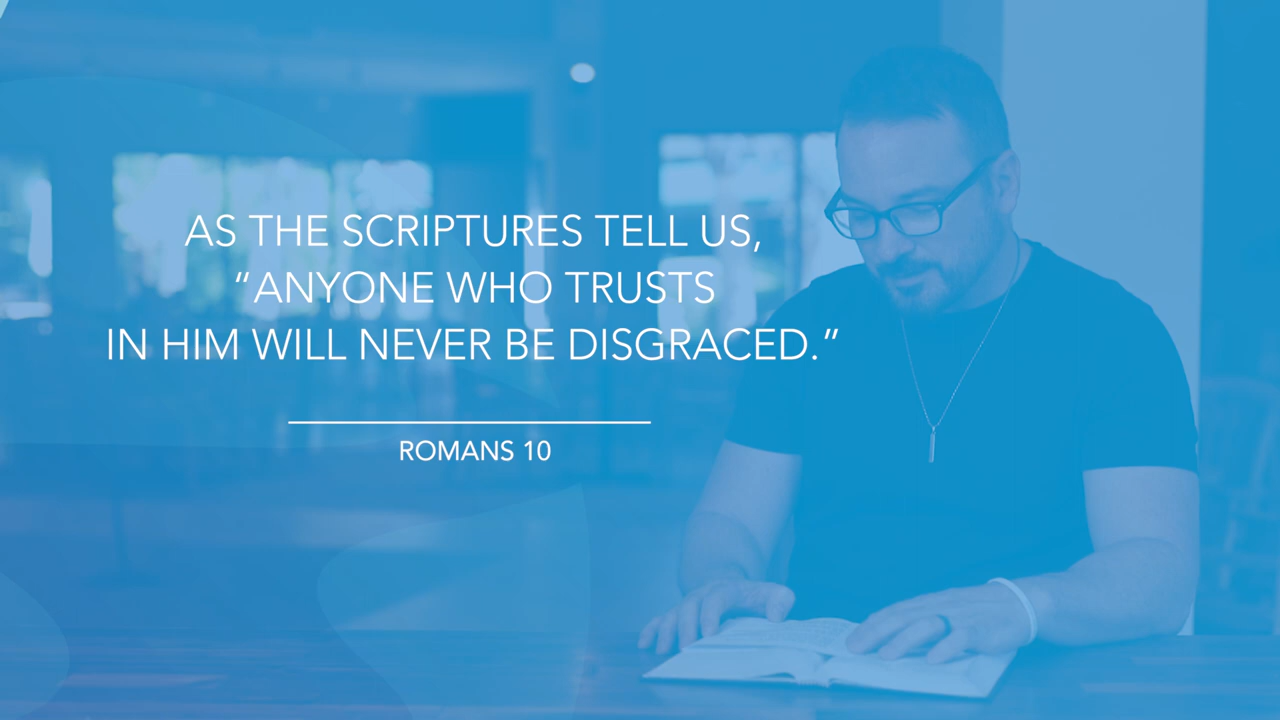 AS THE SCRIPTURES TELL US,
“ANYONE WHO TRUSTS
IN HIM WILL NEVER BE DISGRACED.”
ROMANS 10